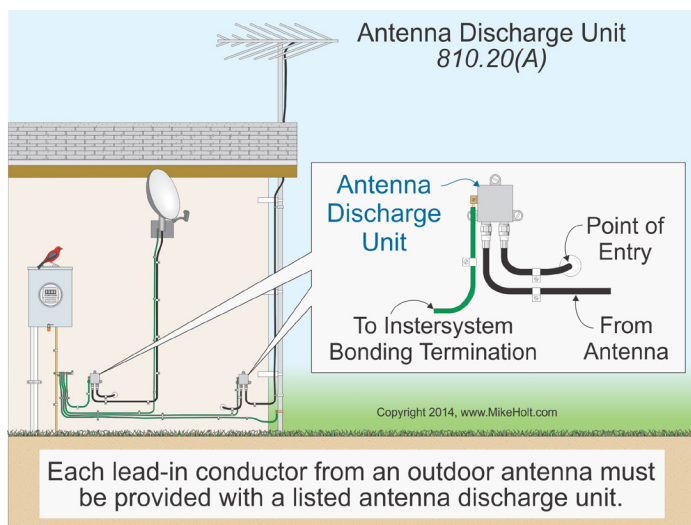 Antenna Discharge Unit
810.20(A)
Antenna
Discharge
Unit
Point of
Entry
To Instersystem
Bonding Termination
From
Antenna
Copyright 2014, www.MikeHolt.com
Each lead-in conductor from an outdoor antenna must
be provided with a listed antenna discharge unit.